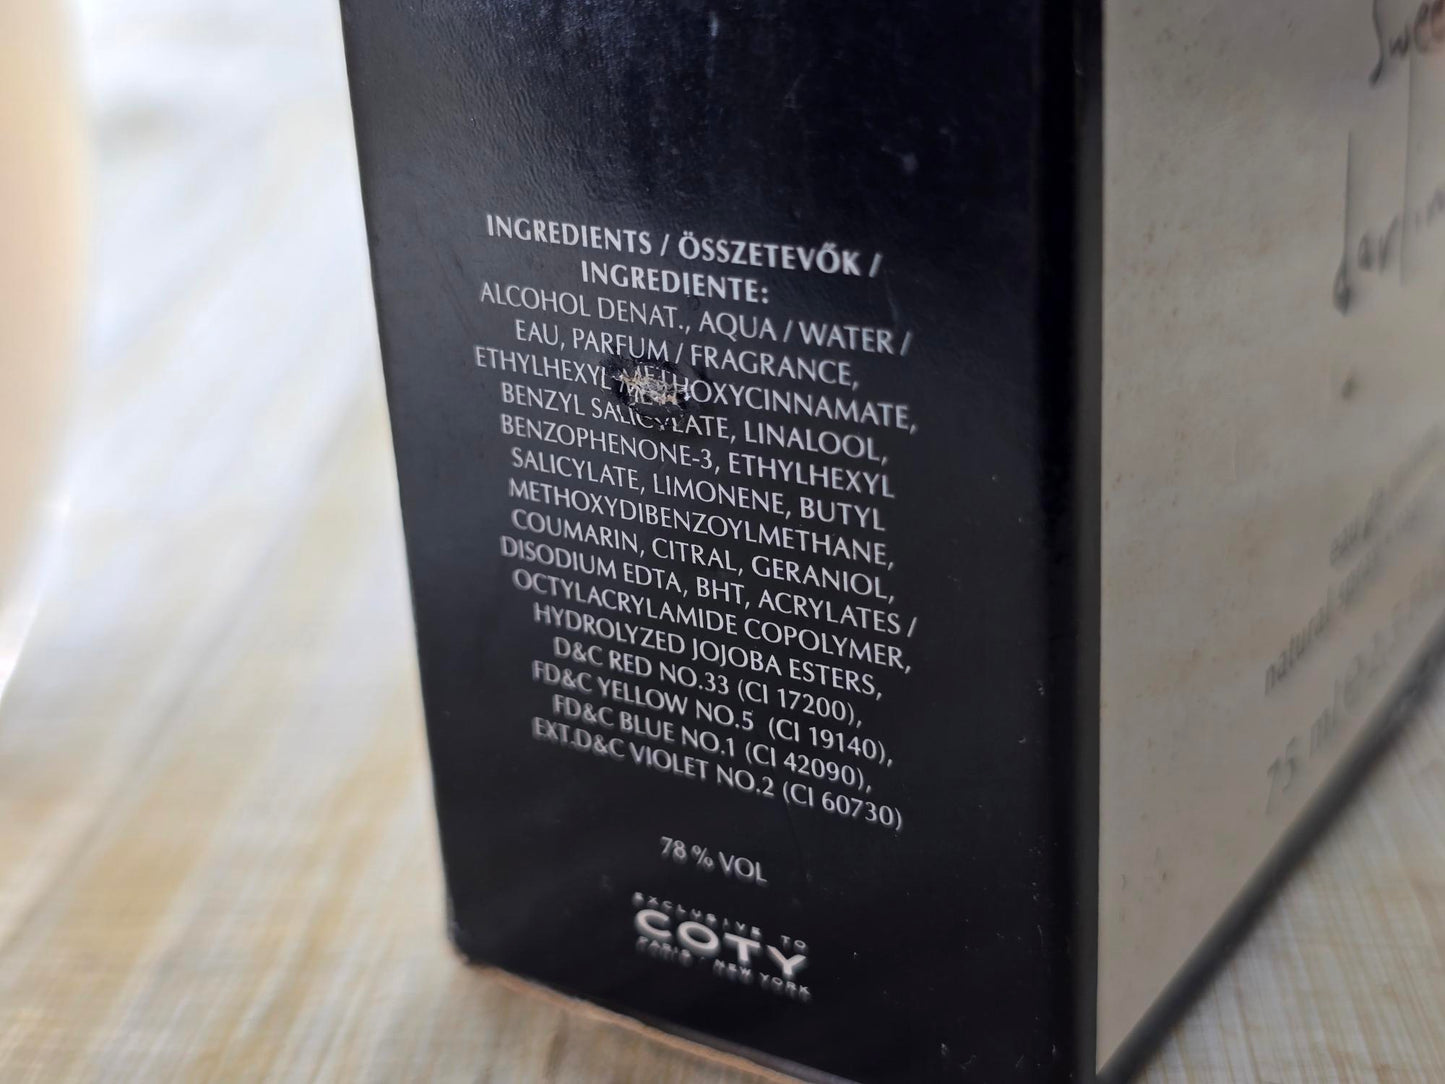 INGREDIENTS / ÖSSZETEVŐK /
INGREDIENTE:
ALCOHOL DENAT., AQUA / WATER /
EAU, PARFUM / FRAGRANCE,
ETHYLHEXYL METHOXYCINNAMATE,
BENZYL SALICYLATE, LINALOOL,
BENZOPHENONE-3, ETHYLHEXYL
SALICYLATE, LIMONENE, BUTYL
METHOXYDIBENZOYLMETHANE,
COUMARIN, CITRAL, GERANIOL,
DISODIUM EDTA, BHT, ACRYLATES /
OCTYLACRYLAMIDE COPOLYMER,
HYDROLYZED JOJOBA ESTERS,
D&C RED NO.33 (CI 17200),
FD&C YELLOW NO.5 (CI 19140),
FD&C BLUE NO.1 (CI 42090),
EXT.D&C VIOLET NO.2 (CI 60730)
78 % VOL
EXCLUSIVE TO
COTY
PARIS - NEW YORK
natural
75 ml